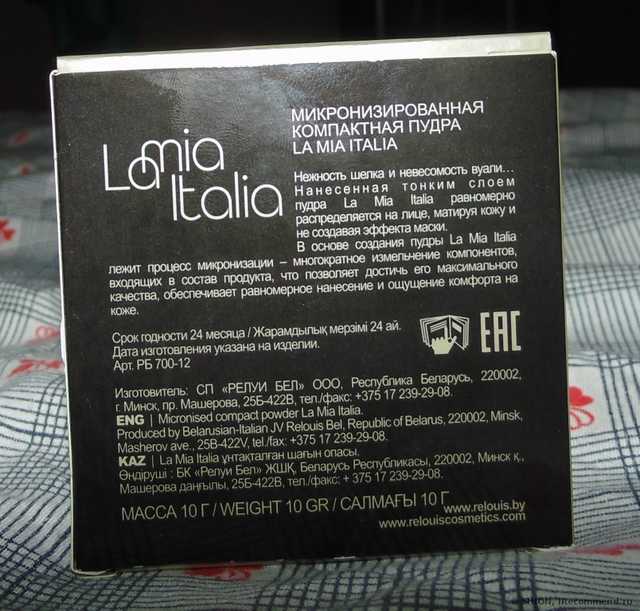 La mia
Italia
МИКРОНИЗИРОВАННАЯ
КОМПАКТНАЯ ПУДРА
LA MIA ITALIA
Нежность шелка и невесомость вуали…
Нанесенная тонким слоем
пудра La Mia Italia равномерно
распределяется на лице, матируя кожу и
не создавая эффекта маски.
В основе создания пудры La Mia Italia
лежит процесс микронизации – многократное измельчение компонентов,
входящих в состав продукта, что позволяет достичь его максимального
качества, обеспечивает равномерное нанесение и ощущение комфорта на
коже.
Срок годности 24 месяца / Жарамдылық мерзімі 24 ай.
Дата изготовления указана на изделии.
Арт. РБ 700-12
EAC
Изготовитель: СП «РЕЛУИ БЕЛ» ООО, Республика Беларусь, 220002,
г. Минск, пр. Машерова, 25Б-422В, тел./факс: +375 17 239-29-08.
ENG | Micronised compact powder La Mia Italia.
Produced by Belarusian-Italian JV Relouis Bel, Republic of Belarus, 220002, Minsk,
Masherov ave., 25B-422V, tel./fax: +375 17 239-29-08.
KAZ | La Mia Italia ұнтақталған шағын опасы.
Өндіруші : БК «Релуи Бел» ЖШҚ, Беларусь Республикасы, 220002, Минск қ.,
Машерова даңғылы, 25Б-422В, тел./факс: + 375 17 239-29-08.
МАССА 10 Г / WEIGHT 10 GR / САЛМАҒЫ 10 Г
www.relouis.by
www.relouiscosmetics.com
irecommend.ru